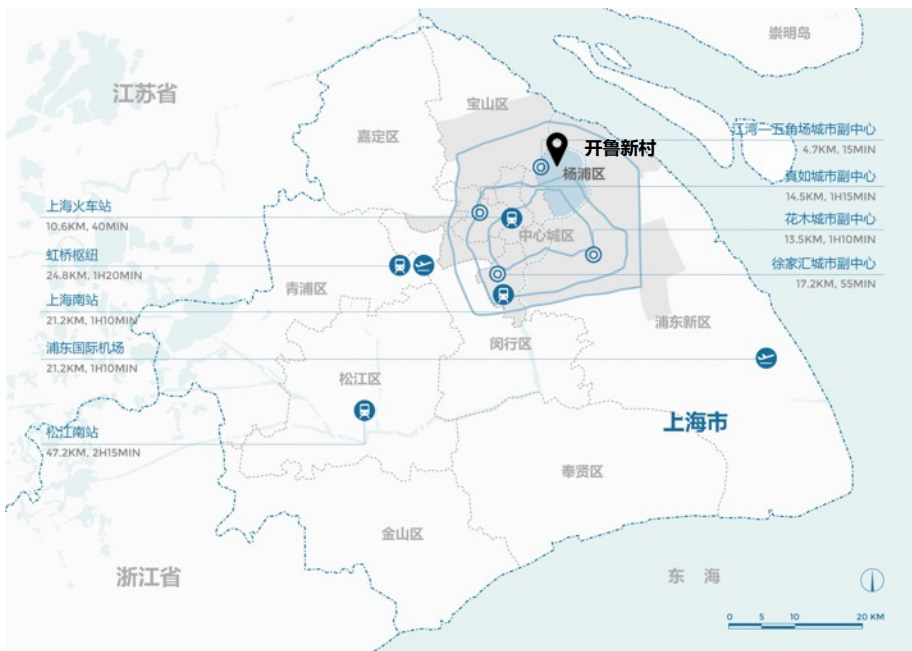 崇明岛
江苏省
宝山区
嘉定区
江湾—五角场城市副中心
4.7KM, 15MIN
开鲁新村
杨浦区
真如城市副中心
14.5KM, 1H15MIN
上海火车站
10.6KM, 40MIN
花木城市副中心
13.5KM, 1H10MIN
中心城区
虹桥枢纽
24.8KM, 1H20MIN
徐家汇城市副中心
17.2KM, 55MIN
青浦区
上海南站
21.2KM, 1H10MIN
浦东新区
闵行区
浦东国际机场
21.2KM, 1H10MIN
松江区
上海市
松江南站
47.2KM, 2H15MIN
奉贤区
金山区
浙江省
东 海
0 5 10 20 KM